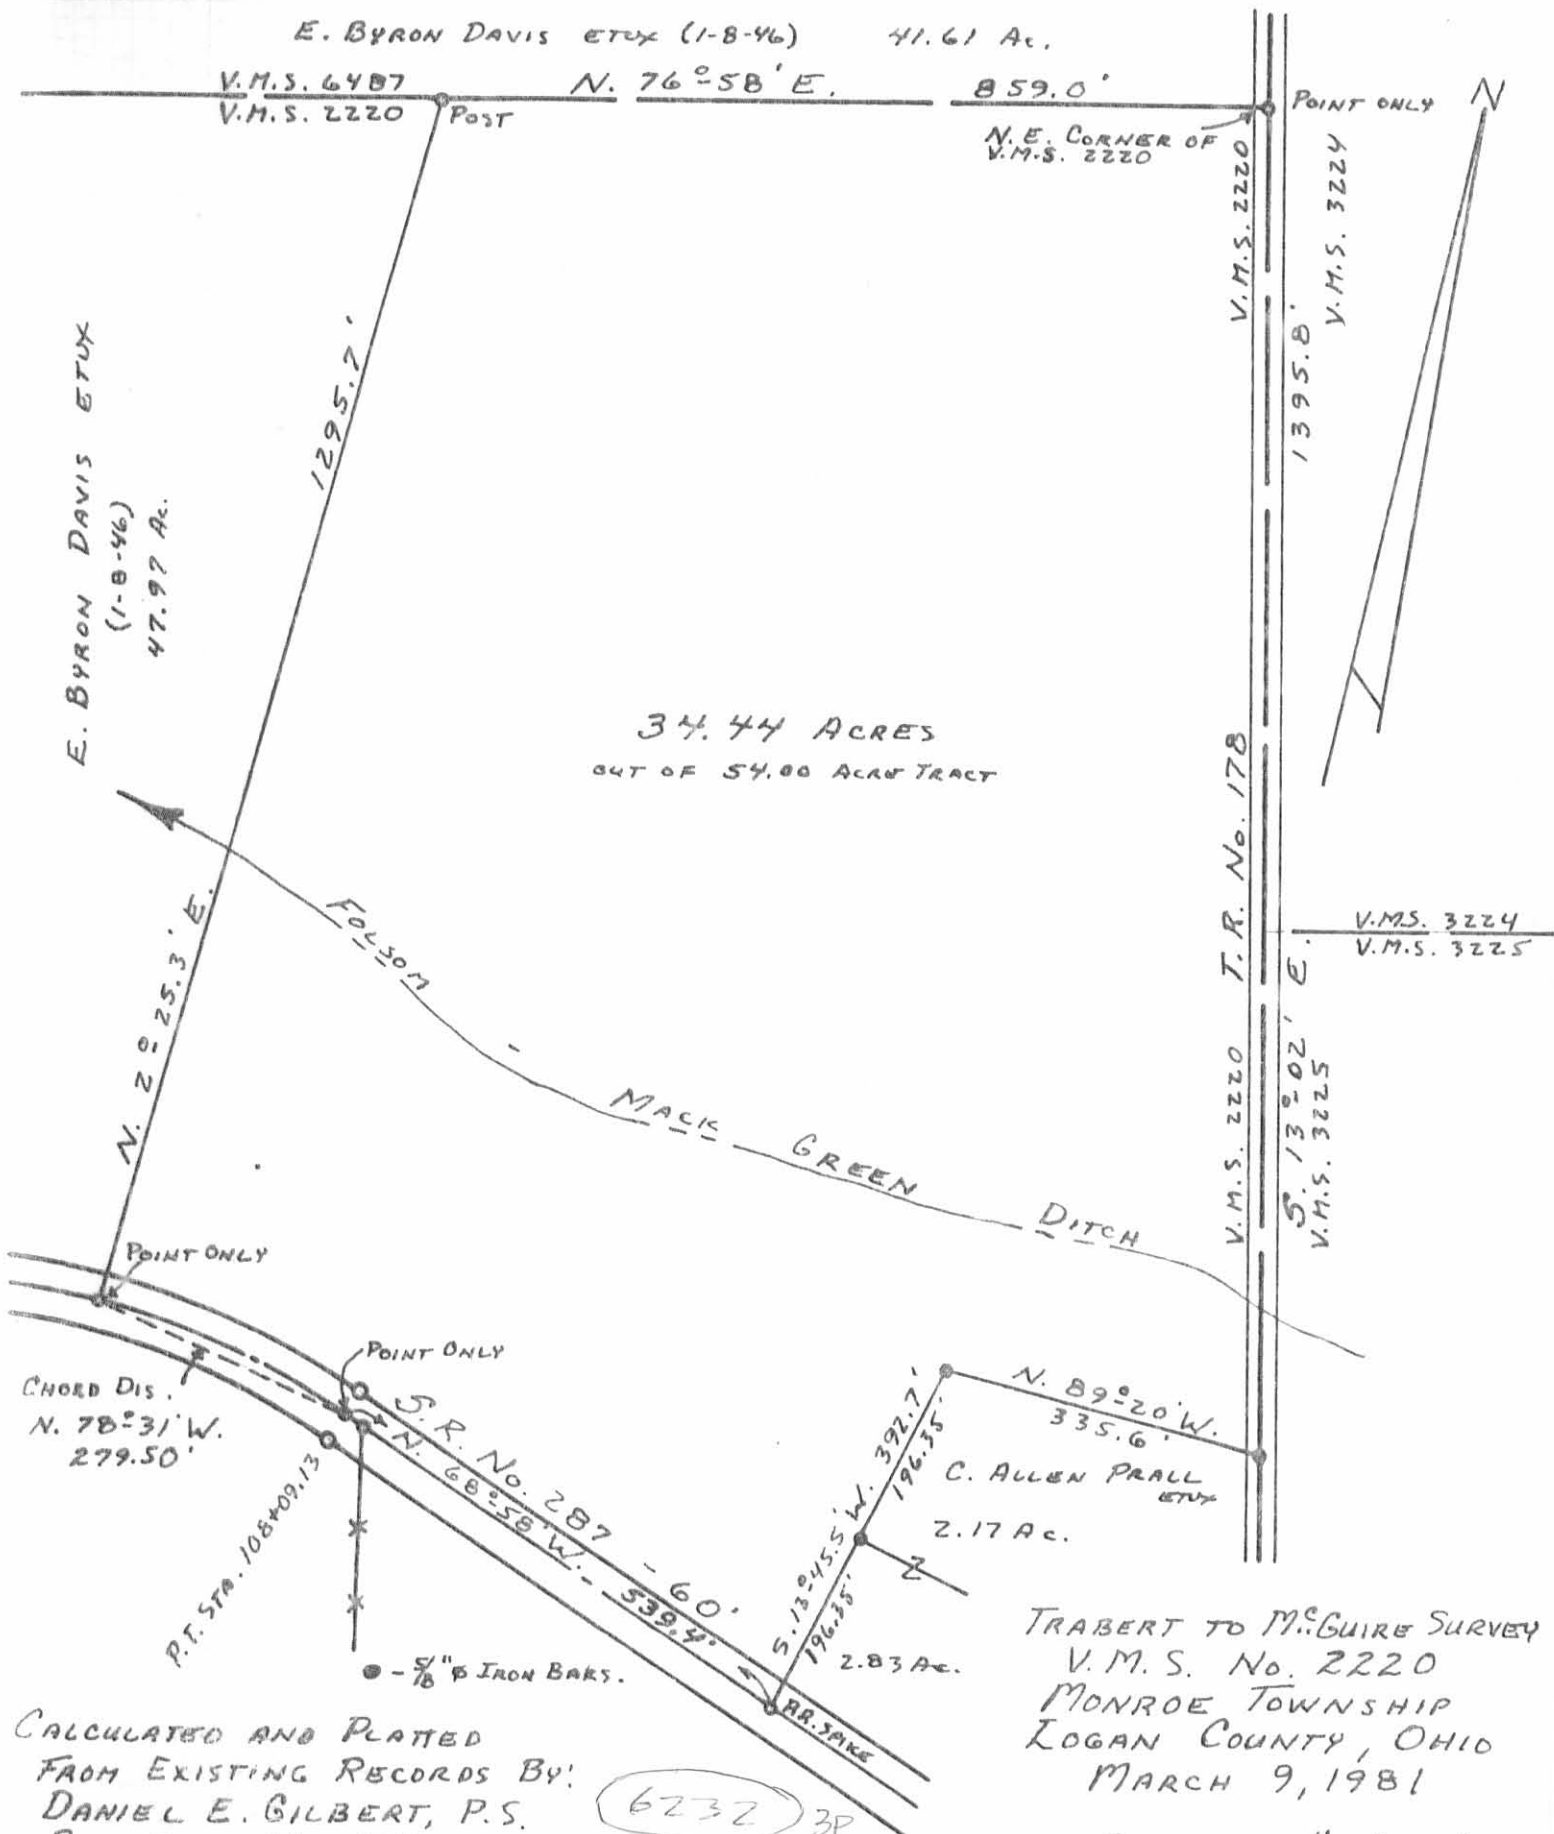 E. BYRON DAVIS ETUX (1-8-46) 41.61 Ac.
V.M.S. 6487 N. 76°-58' E. 859.0'
V.M.S. 2220 POST
POINT ONLY
N
N.E. CORNER OF
V.M.S. 2220
V.M.S. 2220
V.M.S. 3224
1395.8'
1295.7'
E. BYRON DAVIS ETUX
(1-8-46)
47.97 Ac.
34.44 ACRES
OUT OF 54.00 ACRE TRACT
T.R. No. 178
V.M.S. 3224
V.M.S. 3225
N. 2°25.3' E.
FOLSOM - MACK GREEN DITCH
V.M.S. 2220
S. 13°-02' E.
V.M.S. 3225
POINT ONLY
POINT ONLY
CHORD DIS.
N. 78°-31' W.
279.50'
S. R. No. 287 - 60'
N. 68°-58' W. - 539.4'
P.T. STA. 108+09.13
N. 89°-20' W.
335.6'
S. 13°-45.5' W. 392.7'
196.35'
196.35'
C. ALLEN PRALL
ETUX
2.17 Ac.
Z
2.83 Ac.
RR. SPIKE
● - 5/8" ø IRON BARS.
TRABERT TO McGUIRE SURVEY
V. M. S. No. 2220
MONROE TOWNSHIP
LOGAN COUNTY, OHIO
MARCH 9, 1981
CALCULATED AND PLATTED
FROM EXISTING RECORDS BY:
DANIEL E. GILBERT, P.S.
6232 3P